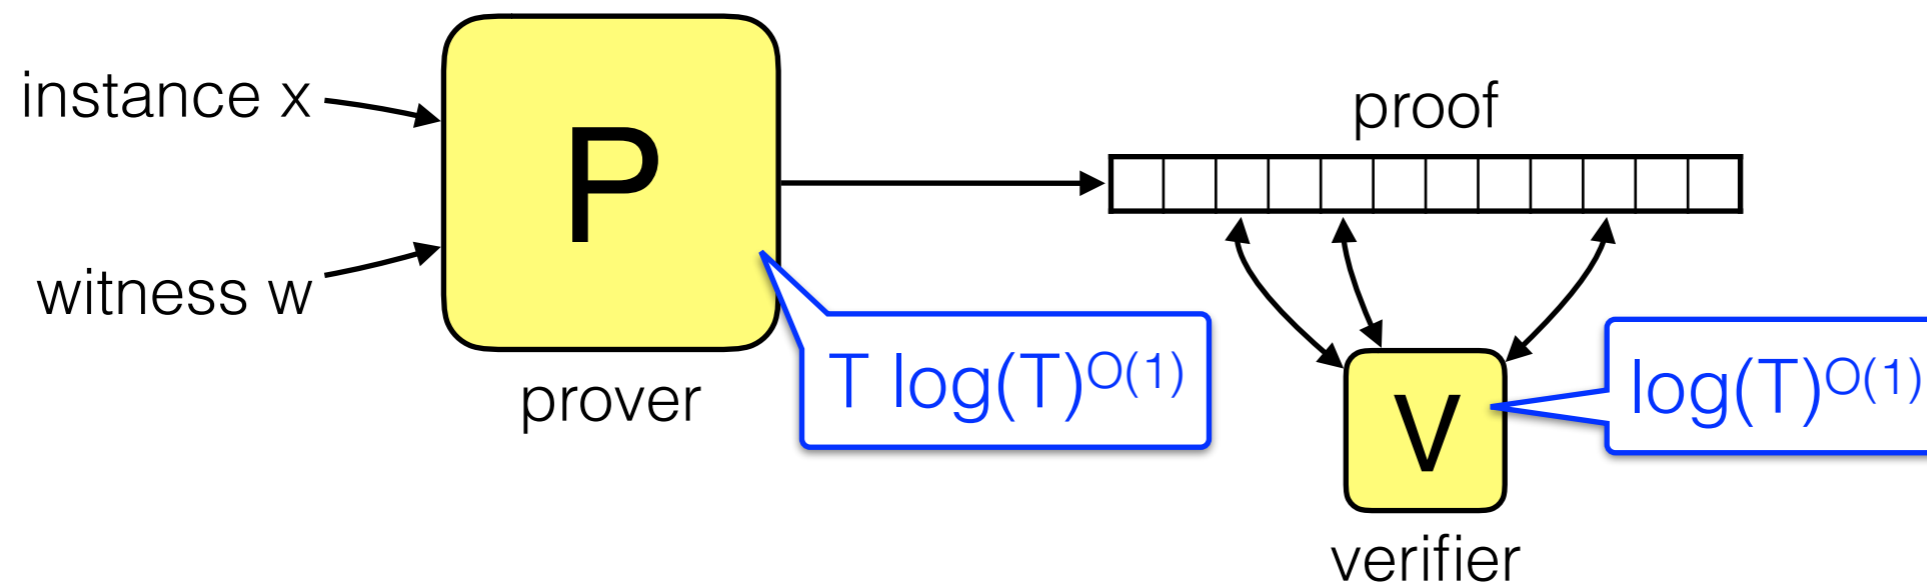 instance x
P
proof
witness w
T log(T)^O(1)
log(T)^O(1)
prover
V
verifier